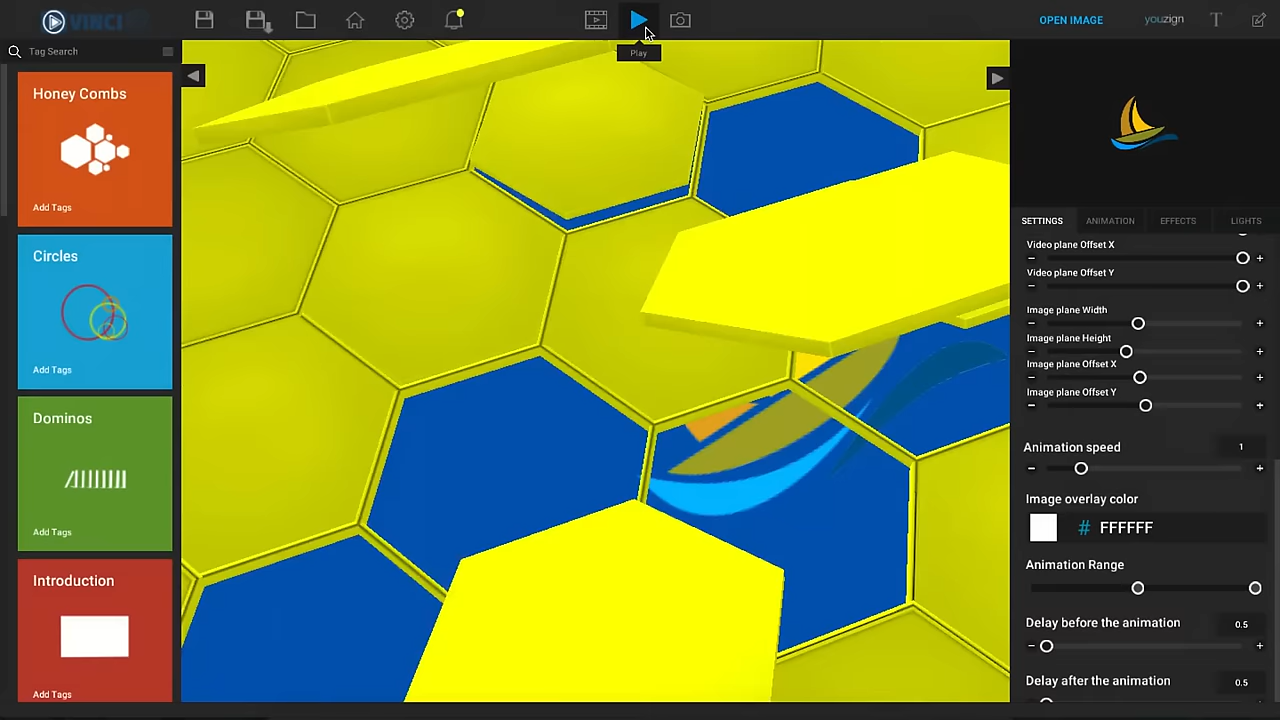 VINCI
OPEN IMAGE
youzign
T
Tag Search
Play
Honey Combs
Add Tags
Circles
Add Tags
Dominos
Add Tags
Introduction
Add Tags
SETTINGS
ANIMATION
EFFECTS
LIGHTS
Video plane Offset X
Video plane Offset Y
Image plane Width
Image plane Height
Image plane Offset X
Image plane Offset Y
Animation speed 1
Image overlay color
# FFFFFF
Animation Range
Delay before the animation 0.5
Delay after the animation 0.5